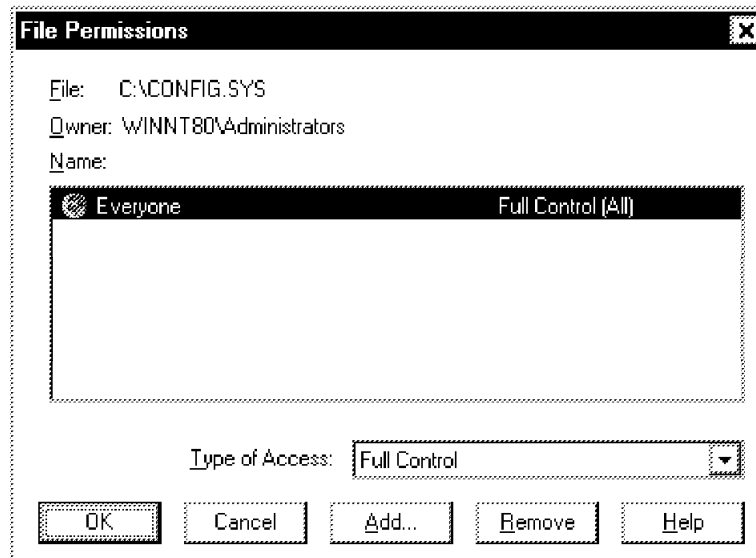 File Permissions
File: C:\CONFIG.SYS
Owner: WINNT80\Administrators
Name:
Everyone Full Control (All)
Type of Access: Full Control
OK Cancel Add... Remove Help